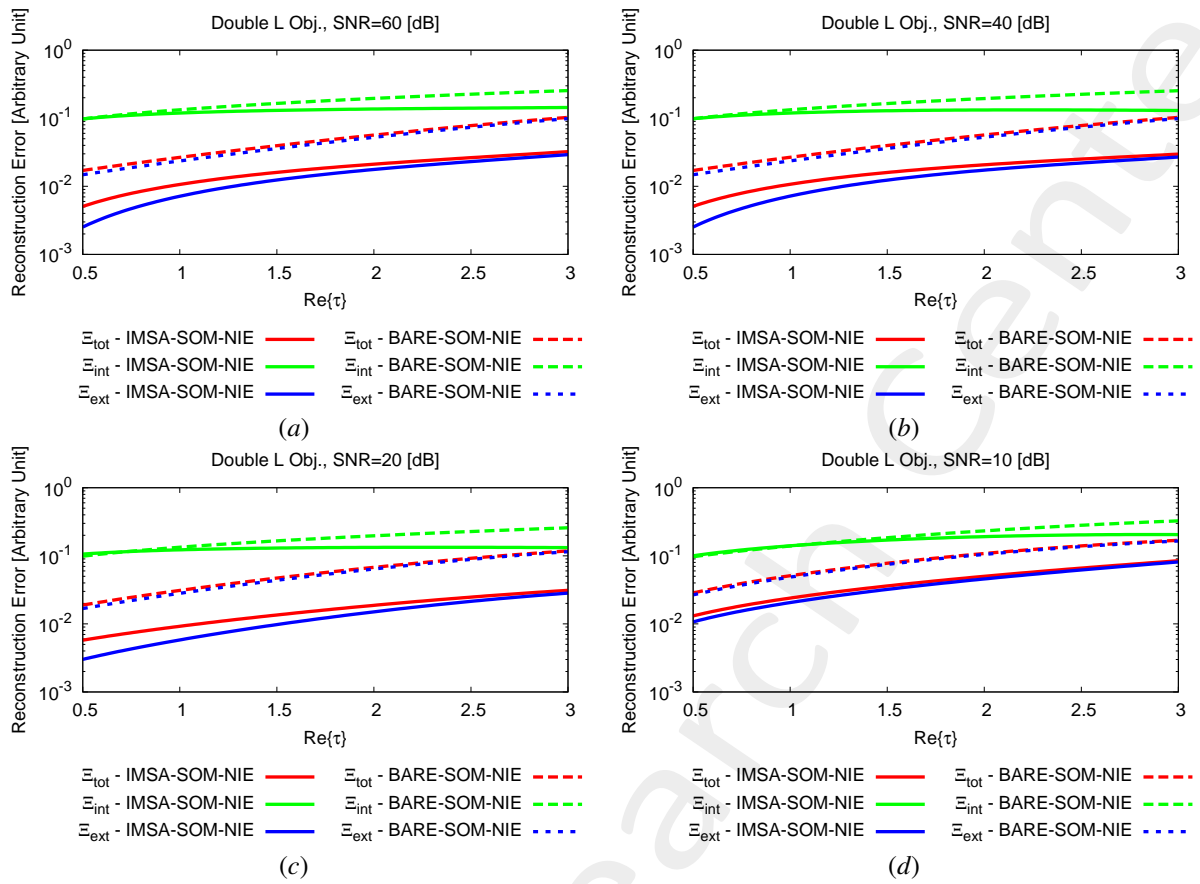 Double L Obj., SNR=60 [dB]
Reconstruction Error [Arbitrary Unit]
10^0
10^-1
10^-2
10^-3
0.5 1 1.5 2 2.5 3
Re{τ}
Ξtot - IMSA-SOM-NIE Ξtot - BARE-SOM-NIE
Ξint - IMSA-SOM-NIE Ξint - BARE-SOM-NIE
Ξext - IMSA-SOM-NIE Ξext - BARE-SOM-NIE
(a)
Double L Obj., SNR=40 [dB]
Reconstruction Error [Arbitrary Unit]
10^0
10^-1
10^-2
10^-3
0.5 1 1.5 2 2.5 3
Re{τ}
Ξtot - IMSA-SOM-NIE Ξtot - BARE-SOM-NIE
Ξint - IMSA-SOM-NIE Ξint - BARE-SOM-NIE
Ξext - IMSA-SOM-NIE Ξext - BARE-SOM-NIE
(b)
Double L Obj., SNR=20 [dB]
Reconstruction Error [Arbitrary Unit]
10^0
10^-1
10^-2
10^-3
0.5 1 1.5 2 2.5 3
Re{τ}
Ξtot - IMSA-SOM-NIE Ξtot - BARE-SOM-NIE
Ξint - IMSA-SOM-NIE Ξint - BARE-SOM-NIE
Ξext - IMSA-SOM-NIE Ξext - BARE-SOM-NIE
(c)
Double L Obj., SNR=10 [dB]
Reconstruction Error [Arbitrary Unit]
10^0
10^-1
10^-2
10^-3
0.5 1 1.5 2 2.5 3
Re{τ}
Ξtot - IMSA-SOM-NIE Ξtot - BARE-SOM-NIE
Ξint - IMSA-SOM-NIE Ξint - BARE-SOM-NIE
Ξext - IMSA-SOM-NIE Ξext - BARE-SOM-NIE
(d)
arch Cente